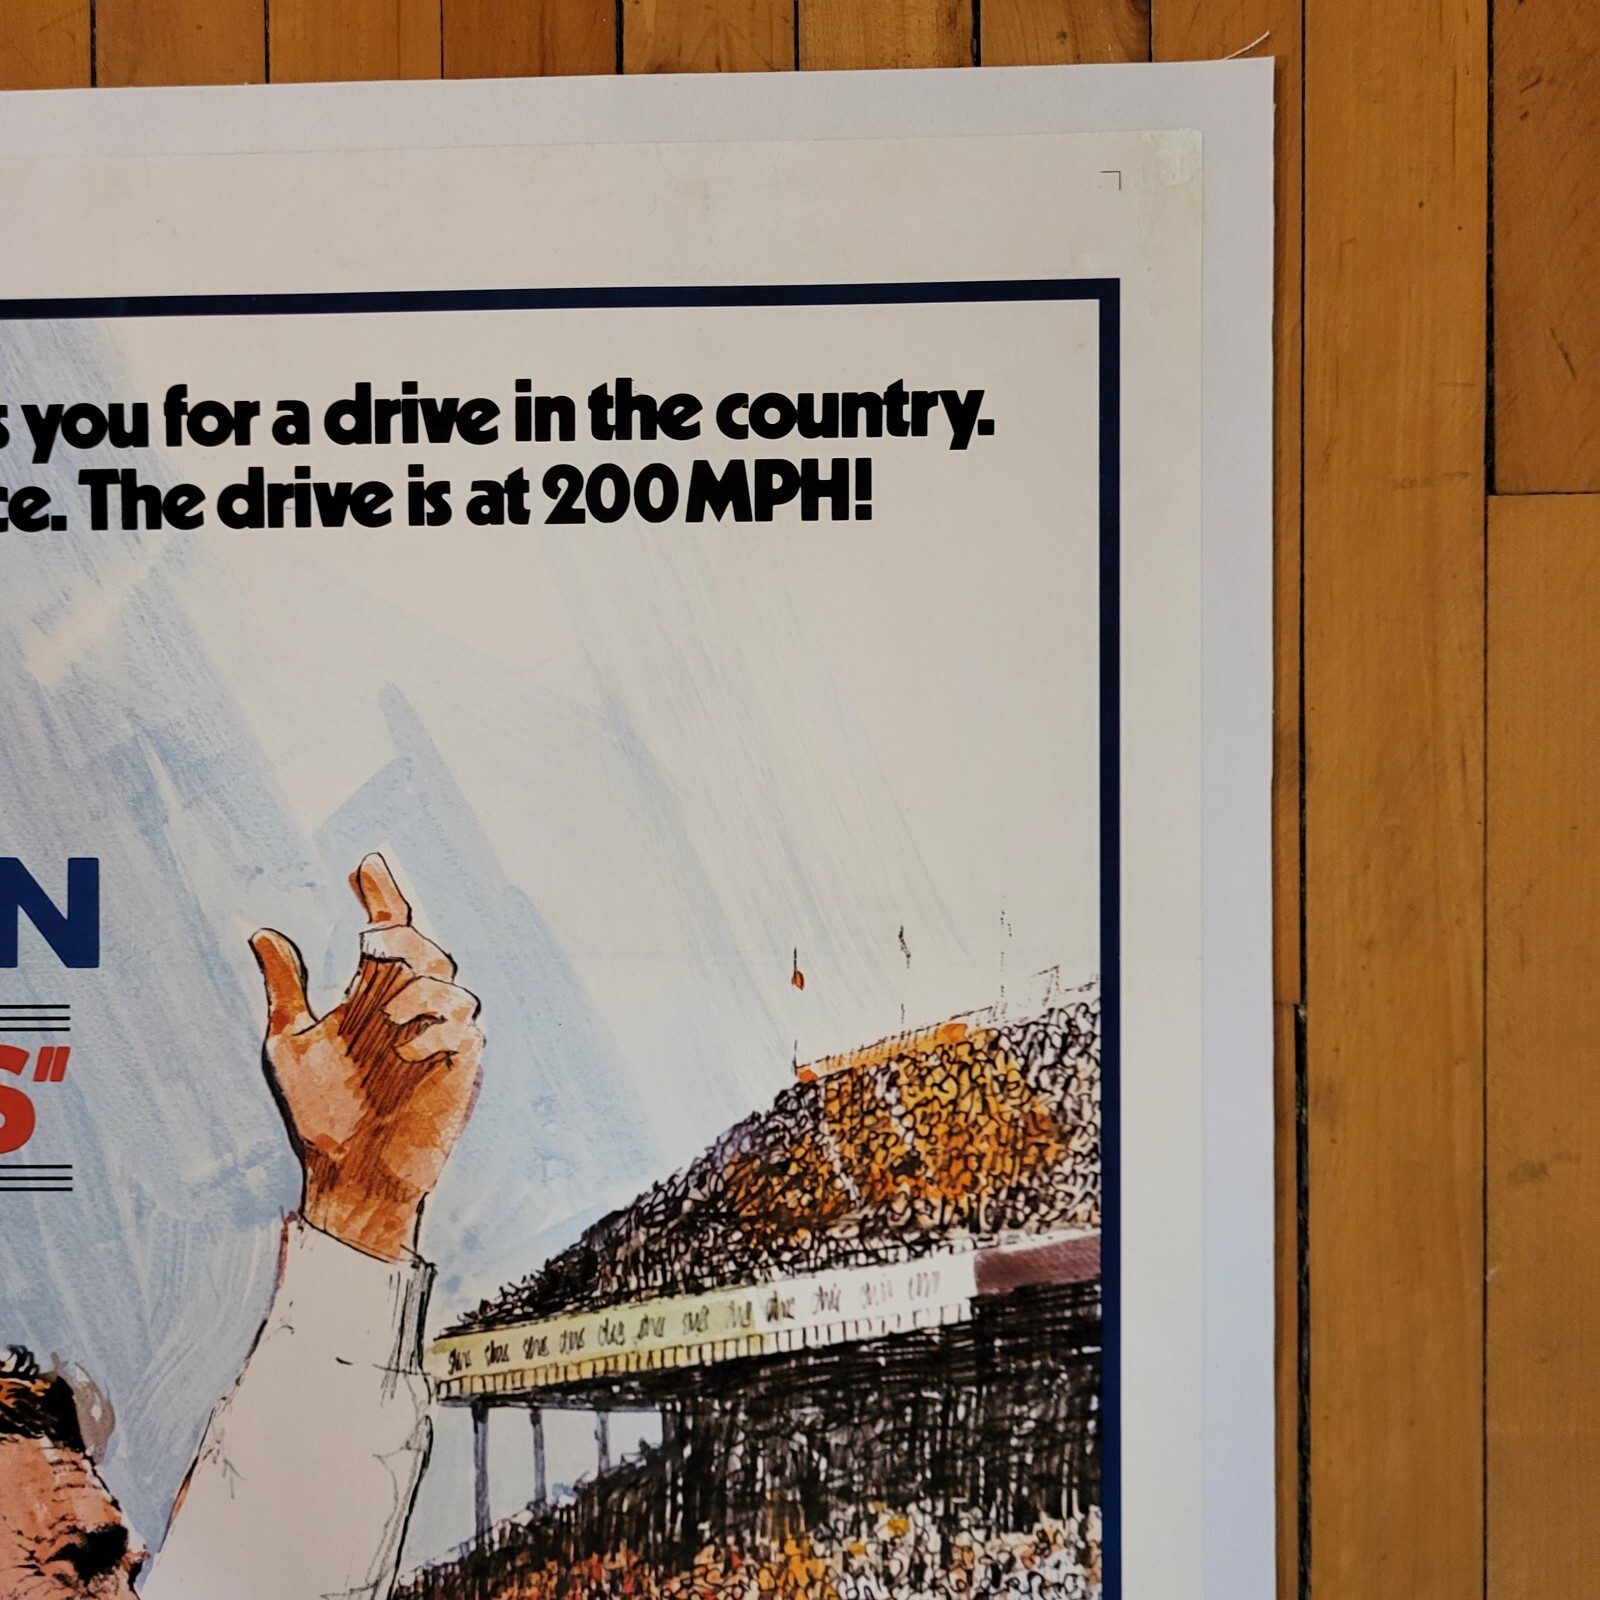 s you for a drive in the country.
ce. The drive is at 200 MPH!
N
S"